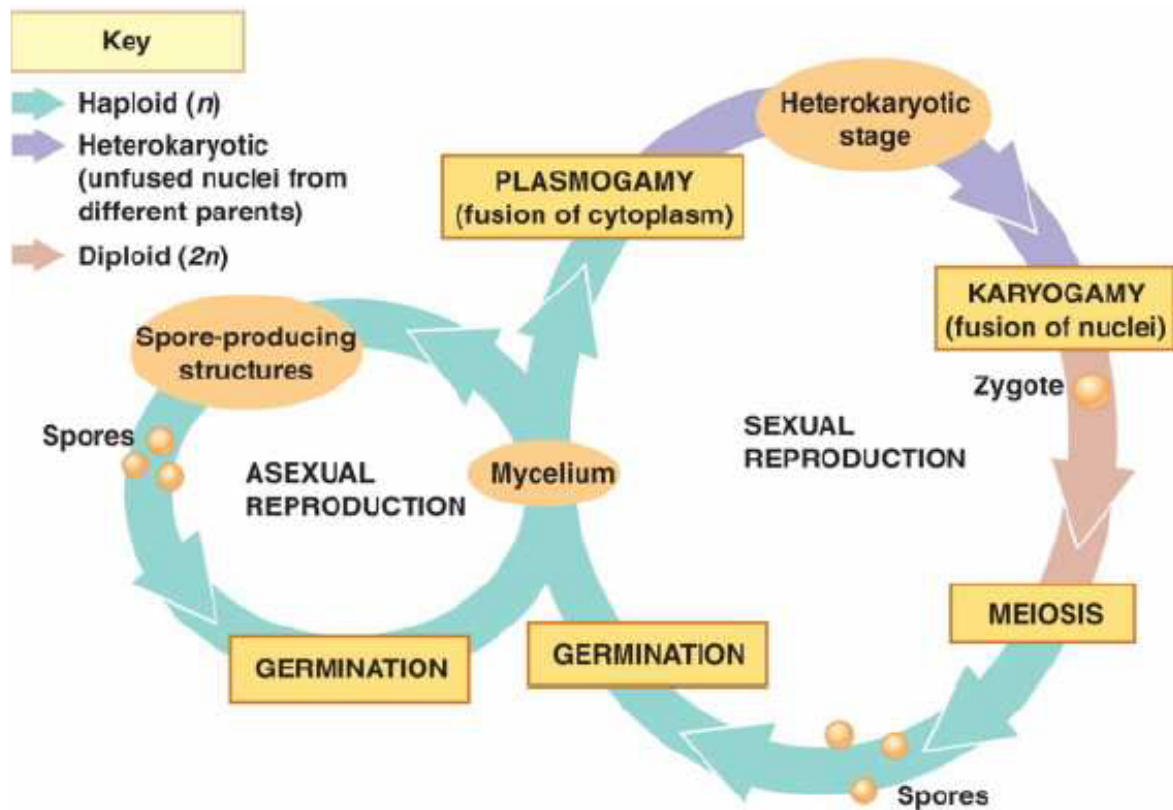 Key
Haploid (n)
Heterokaryotic
(unfused nuclei from
different parents)
Diploid (2n)
Heterokaryotic
stage
PLASMOGAMY
(fusion of cytoplasm)
KARYOGAMY
(fusion of nuclei)
Zygote
Spore-producing
structures
Spores
ASEXUAL
REPRODUCTION
Mycelium
SEXUAL
REPRODUCTION
MEIOSIS
GERMINATION
GERMINATION
Spores